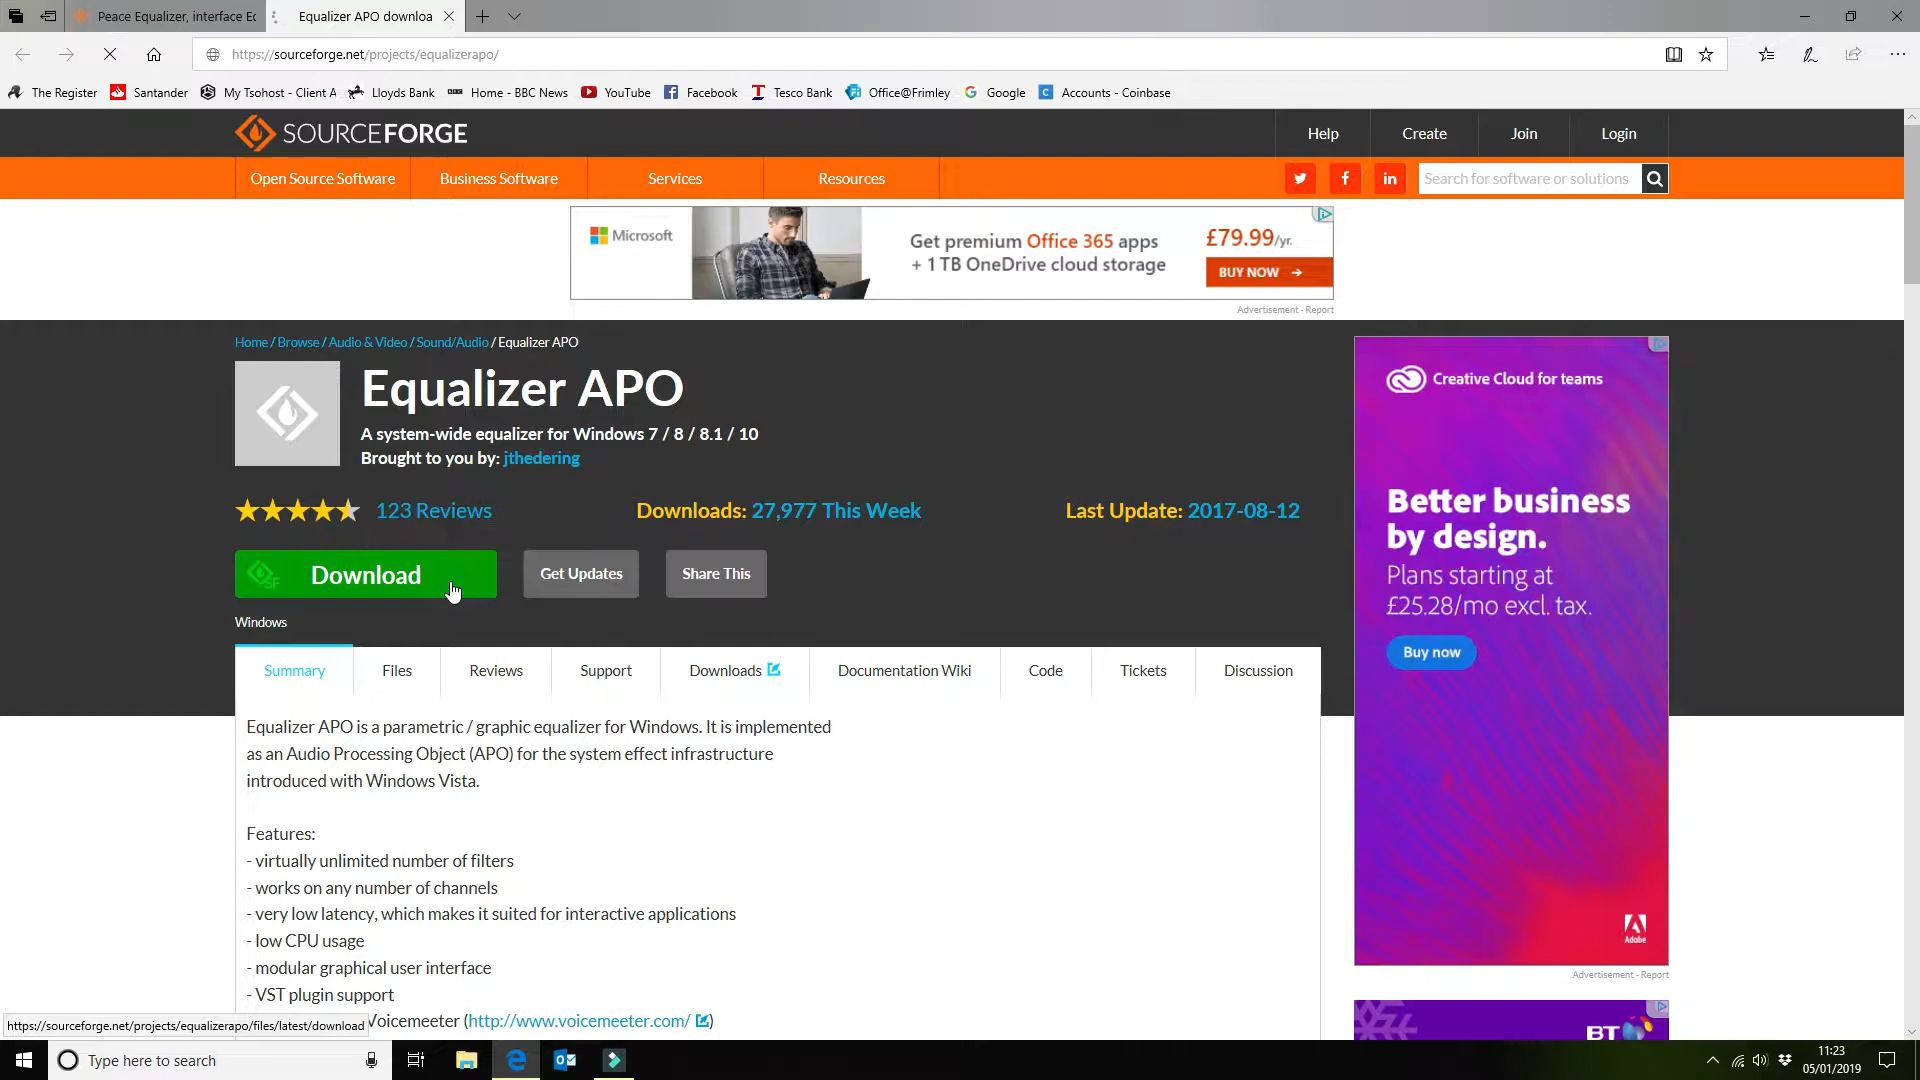 Peace Equalizer, interface Ec
Equalizer APO downloa
https://sourceforge.net/projects/equalizerapo/
The Register
Santander
My Tsohost - Client A
Lloyds Bank
Home - BBC News
YouTube
Facebook
Tesco Bank
Office@Frimley
Google
Accounts - Coinbase
SOURCEFORGE
Help
Create
Join
Login
Open Source Software
Business Software
Services
Resources
Search for software or solutions
Microsoft
Get premium Office 365 apps
+ 1 TB OneDrive cloud storage
£79.99/yr.
BUY NOW →
Advertisement - Report
Home / Browse / Audio & Video / Sound/Audio / Equalizer APO
Equalizer APO
A system-wide equalizer for Windows 7 / 8 / 8.1 / 10
Brought to you by: jthedering
123 Reviews
Downloads: 27,977 This Week
Last Update: 2017-08-12
SF Download
Get Updates
Share This
Windows
Summary
Files
Reviews
Support
Downloads
Documentation Wiki
Code
Tickets
Discussion
Equalizer APO is a parametric / graphic equalizer for Windows. It is implemented
as an Audio Processing Object (APO) for the system effect infrastructure
introduced with Windows Vista.
Features:
- virtually unlimited number of filters
- works on any number of channels
- very low latency, which makes it suited for interactive applications
- low CPU usage
- modular graphical user interface
- VST plugin support
Voicemeeter (http://www.voicemeeter.com/ )
https://sourceforge.net/projects/equalizerapo/files/latest/download
Creative Cloud for teams
Better business
by design.
Plans starting at
£25.28/mo excl. tax.
Buy now
Adobe
Advertisement - Report
BT
Type here to search
11:23
05/01/2019